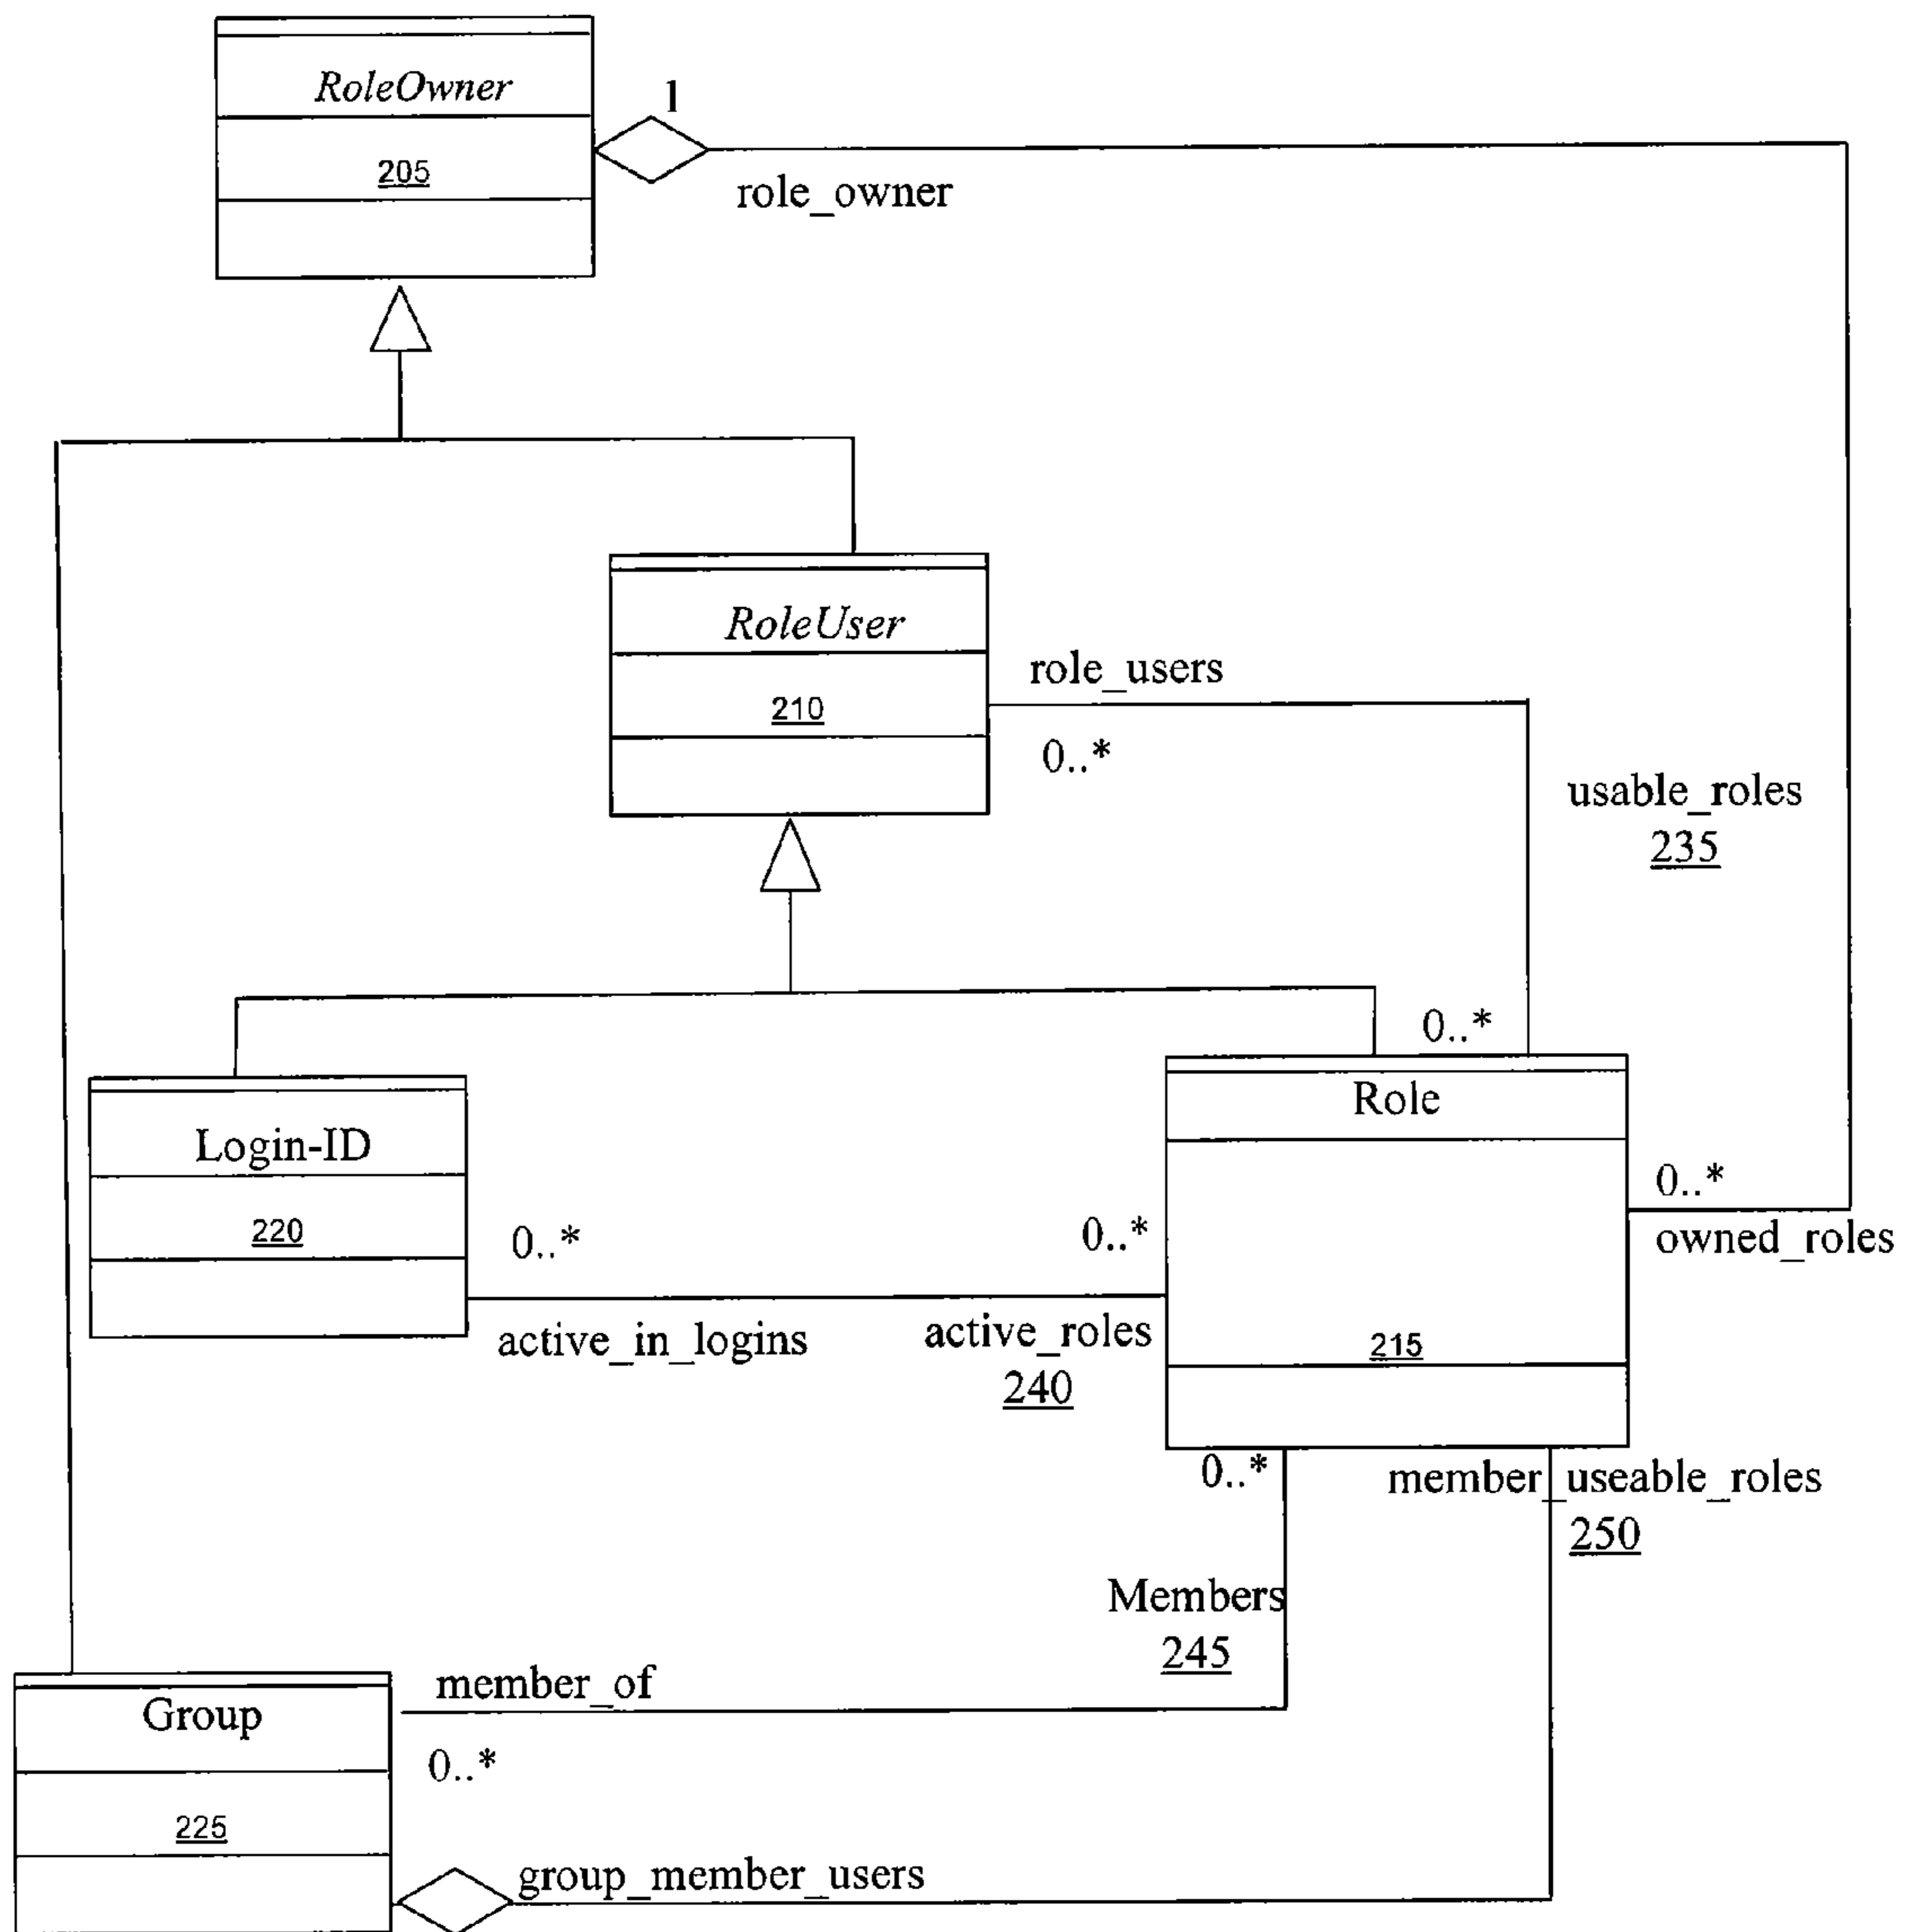 RoleOwner
1
205
role_owner
RoleUser
role_users
210
0..*
usable_roles
235
0..*
Role
Login-ID
0..*
220
0..*
0..*
owned_roles
active_in_logins
active_roles
215
240
0..*
member_useable_roles
250
Members
245
member_of
Group
0..*
225
group_member_users